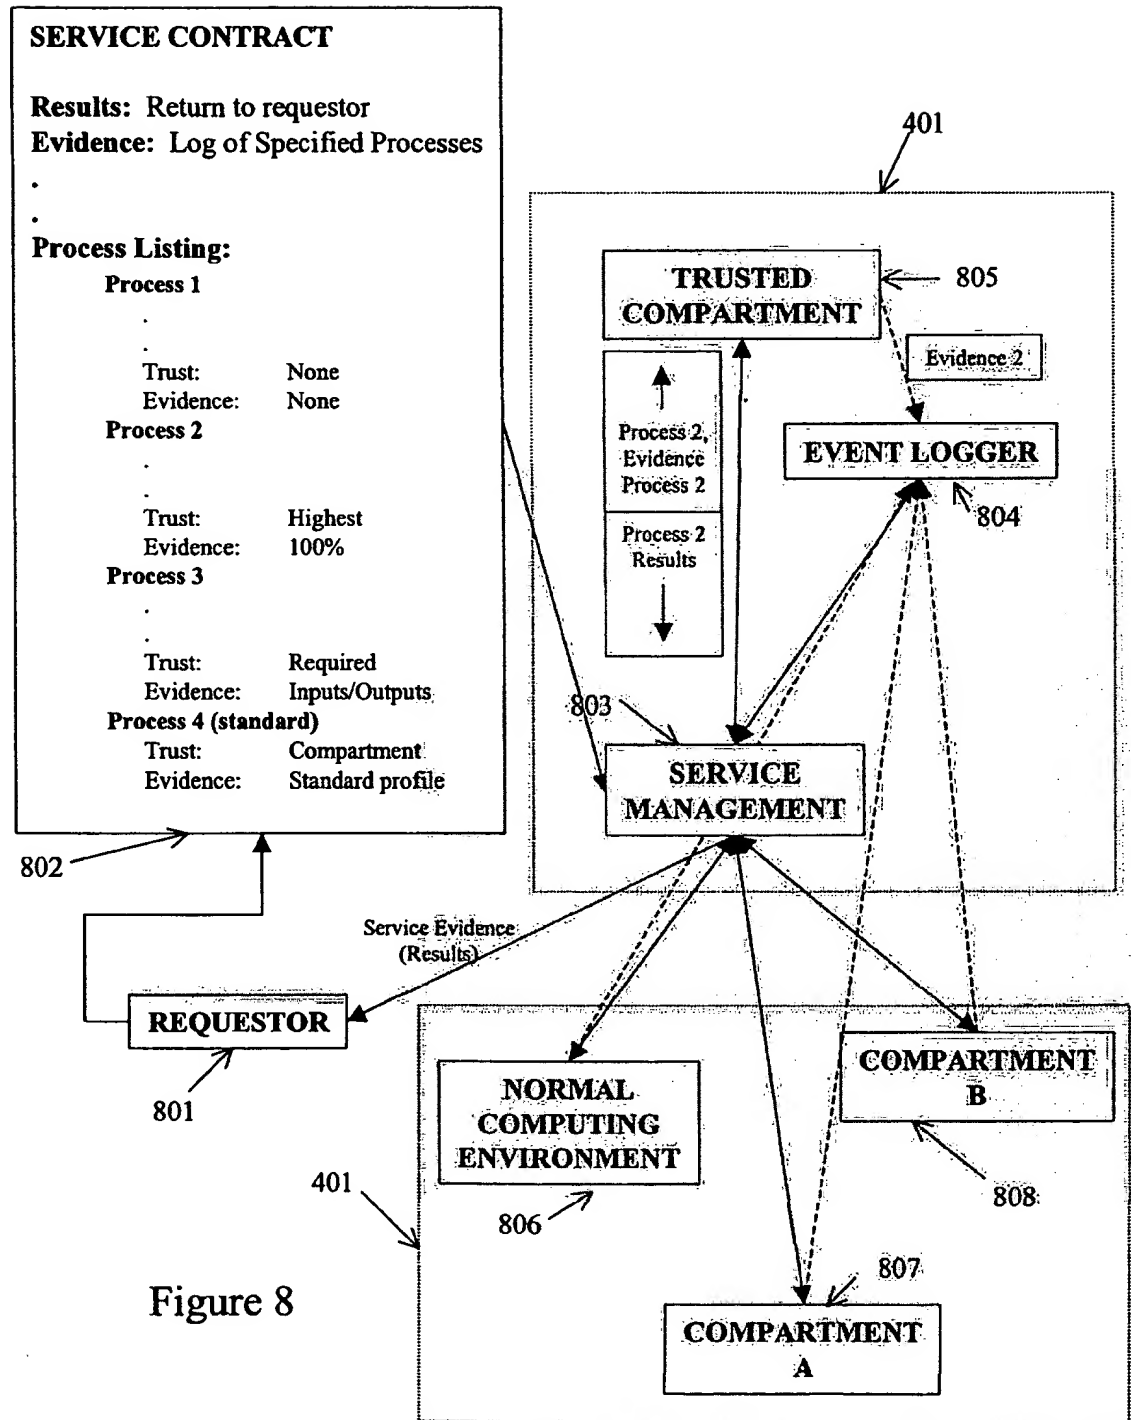 SERVICE CONTRACT
Results: Return to requestor
Evidence: Log of Specified Processes
.
.
Process Listing:
Process 1
.
.
Trust: None
Evidence: None
Process 2
.
.
Trust: Highest
Evidence: 100%
Process 3
.
.
Trust: Required
Evidence: Inputs/Outputs
Process 4 (standard)
Trust: Compartment
Evidence: Standard profile
802
401
TRUSTED
COMPARTMENT
805
Evidence 2
Process 2,
Evidence
Process 2
Process 2
Results
EVENT LOGGER
804
803
SERVICE
MANAGEMENT
Service Evidence
(Results)
REQUESTOR
801
NORMAL
COMPUTING
ENVIRONMENT
806
COMPARTMENT
B
808
401
807
COMPARTMENT
A
Figure 8